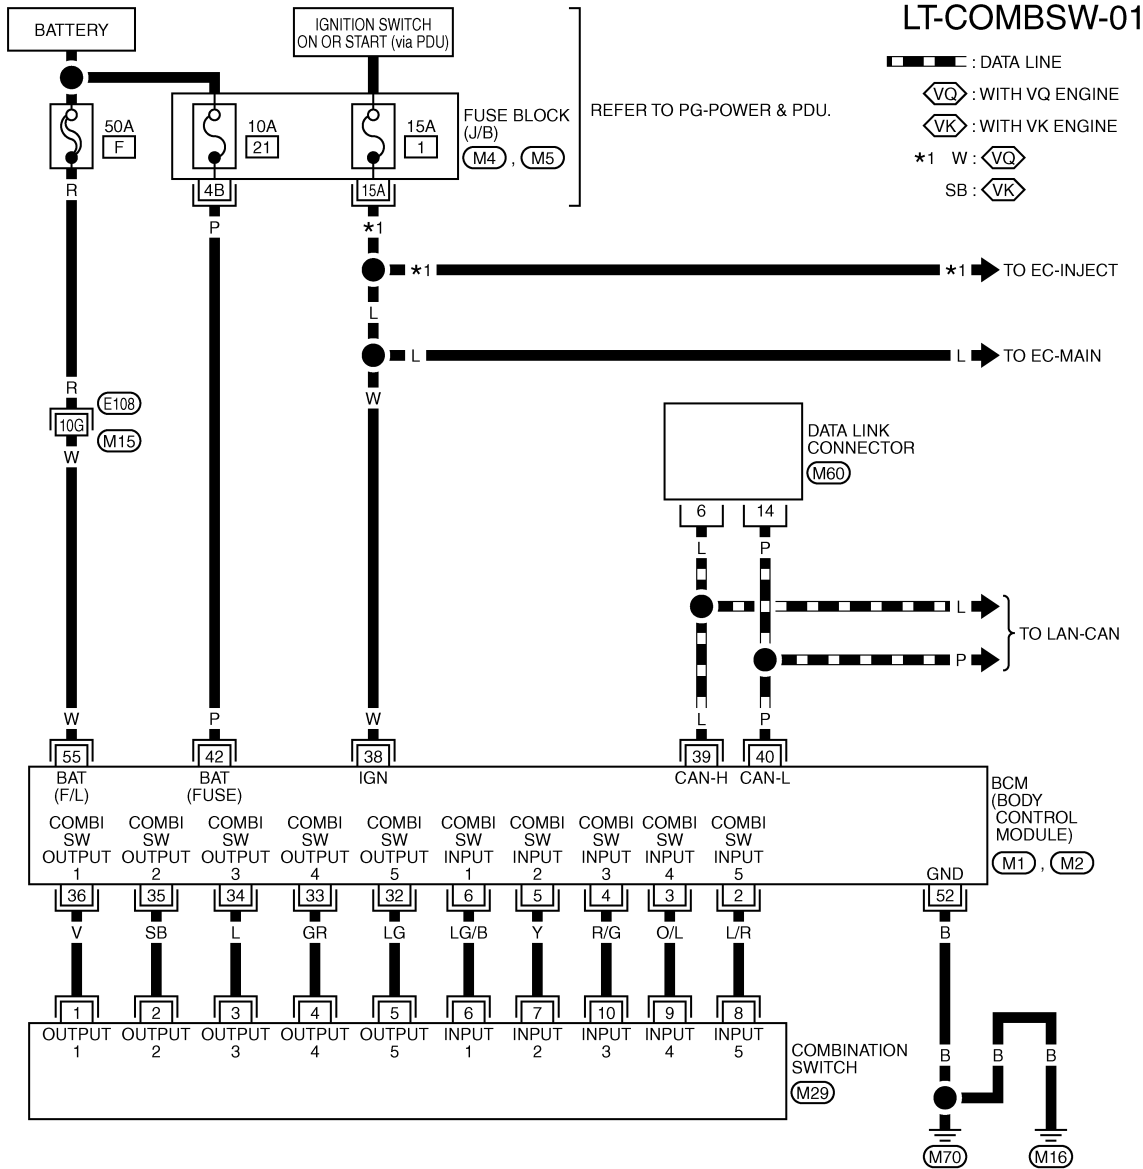 LT-COMBSW-01
BATTERY
IGNITION SWITCH
ON OR START (via PDU)
: DATA LINE
VQ : WITH VQ ENGINE
VK : WITH VK ENGINE
*1 W : VQ
SB : VK
50A
F
10A
21
15A
1
FUSE BLOCK
(J/B)
M4 , M5
REFER TO PG-POWER & PDU.
4B
15A
R
P
*1
*1 *1 TO EC-INJECT
L
L L TO EC-MAIN
W
R
E108
10G
M15
W
DATA LINK
CONNECTOR
M60
6 14
L P
L
TO LAN-CAN
P
W P W L P
55 42 38 39 40
BAT
(F/L)
BAT
(FUSE)
IGN
CAN-H CAN-L
BCM
(BODY
CONTROL
MODULE)
M1 , M2
COMBI COMBI COMBI COMBI COMBI COMBI COMBI COMBI COMBI COMBI
SW SW SW SW SW SW SW SW SW SW
OUTPUT OUTPUT OUTPUT OUTPUT OUTPUT INPUT INPUT INPUT INPUT INPUT
1 2 3 4 5 1 2 3 4 5
GND
36 35 34 33 32 6 5 4 3 2 52
V SB L GR LG LG/B Y R/G O/L L/R B
1 2 3 4 5 6 7 10 9 8
OUTPUT OUTPUT OUTPUT OUTPUT OUTPUT INPUT INPUT INPUT INPUT INPUT
1 2 3 4 5 1 2 3 4 5
COMBINATION
SWITCH
M29
B B B
M70 M16